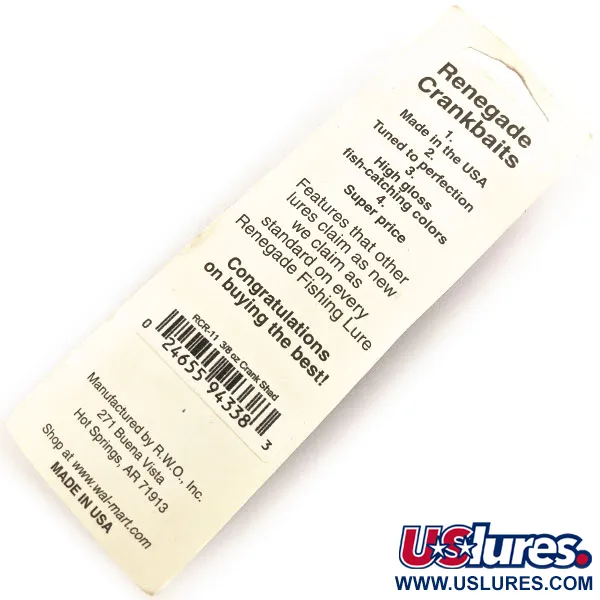 Renegade
Crankbaits
1.
Made in the USA
2.
Tuned to perfection
3.
High gloss
fish-catching colors
4.
Super price
Features that other
lures claim as new
we claim as
standard on every
Renegade Fishing Lure
Congratulations
on buying the best!
RCR-11 3/8 oz Crank Shad
0 24655 94338 3
Manufactured by R.W.O., Inc.
271 Buena Vista
Hot Springs, AR 71913
Shop at www.wal-mart.com
MADE IN USA
USlures.
WWW.USLURES.COM